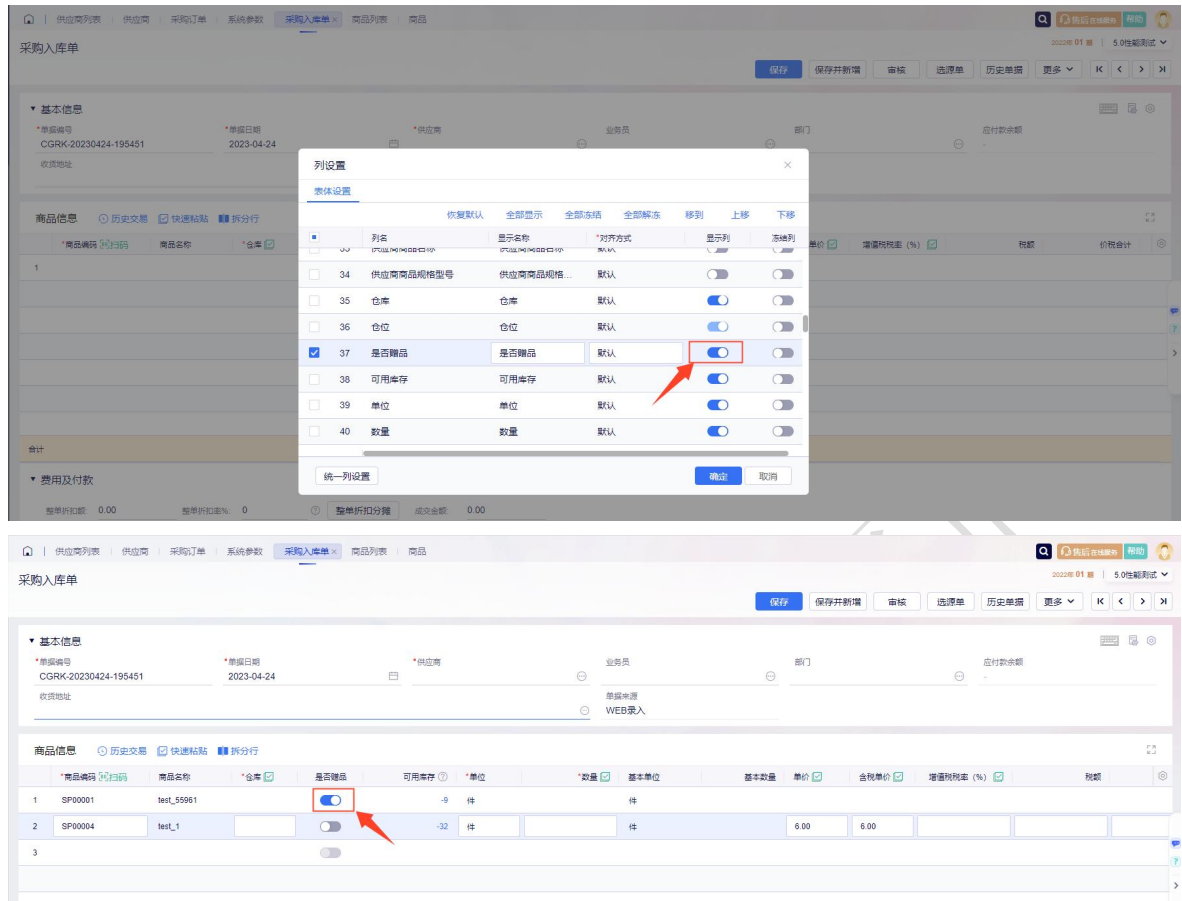 供应商列表 供应商 采购订单 系统参数 采购入库单× 商品列表 商品 售后在线服务 帮助
采购入库单 2022年 01 期 5.0性能测试
保存 保存并新增 审核 选源单 历史单据 更多
基本信息
*单据编号 *单据日期 *供应商 业务员 部门 应付款余额
CGRK-20230424-195451 2023-04-24 -
收货地址
列设置 ×
表体设置
商品信息 历史交易 快速粘贴 拆分行
恢复默认 全部显示 全部冻结 全部解冻 移到 上移 下移
*商品编码 扫码 商品名称 *仓库 单价 增值税税率 (%) 税额 价税合计
列名 显示名称 *对齐方式 显示列 冻结列
1
33 供应商商品名称 供应商商品名称 默认
34 供应商商品规格型号 供应商商品规格... 默认
35 仓库 仓库 默认
36 仓位 仓位 默认
37 是否赠品 是否赠品 默认
38 可用库存 可用库存 默认
39 单位 单位 默认
40 数量 数量 默认
合计
统一列设置 确定 取消
费用及付款
整单折扣额: 0.00 整单折扣率%: 0 整单折扣分摊 成交金额: 0.00
供应商列表 供应商 采购订单 系统参数 采购入库单× 商品列表 商品 售后在线服务 帮助
采购入库单 2022年 01 期 5.0性能测试
保存 保存并新增 审核 选源单 历史单据 更多
基本信息
*单据编号 *单据日期 *供应商 业务员 部门 应付款余额
CGRK-20230424-195451 2023-04-24 -
收货地址 单据来源
WEB录入
商品信息 历史交易 快速粘贴 拆分行
*商品编码 扫码 商品名称 *仓库 是否赠品 可用库存 *单位 *数量 基本单位 基本数量 单价 含税单价 增值税税率 (%) 税额
1 SP00001 test_55961 -9 件 件
2 SP00004 test_1 -32 件 件 6.00 6.00
3